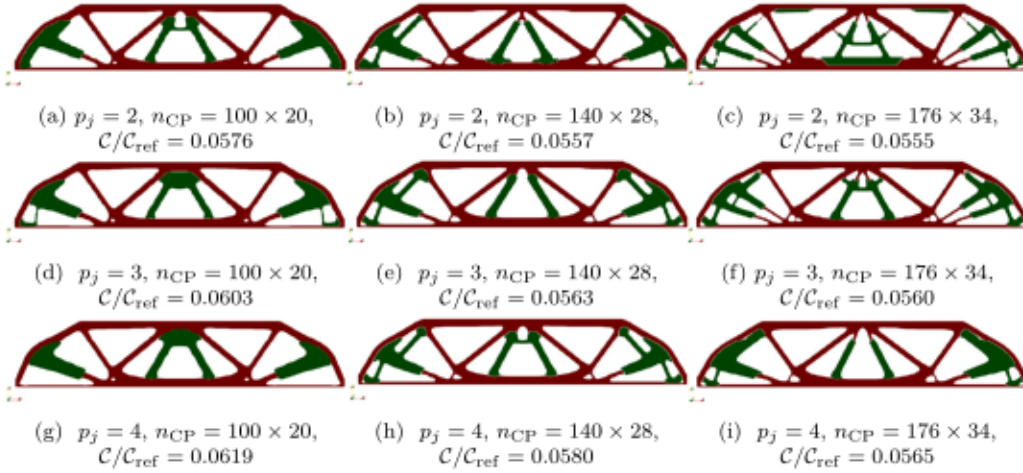 (a) p_j = 2, n_CP = 100 × 20,
C/C_ref = 0.0576
(b) p_j = 2, n_CP = 140 × 28,
C/C_ref = 0.0557
(c) p_j = 2, n_CP = 176 × 34,
C/C_ref = 0.0555
(d) p_j = 3, n_CP = 100 × 20,
C/C_ref = 0.0603
(e) p_j = 3, n_CP = 140 × 28,
C/C_ref = 0.0563
(f) p_j = 3, n_CP = 176 × 34,
C/C_ref = 0.0560
(g) p_j = 4, n_CP = 100 × 20,
C/C_ref = 0.0619
(h) p_j = 4, n_CP = 140 × 28,
C/C_ref = 0.0580
(i) p_j = 4, n_CP = 176 × 34,
C/C_ref = 0.0565